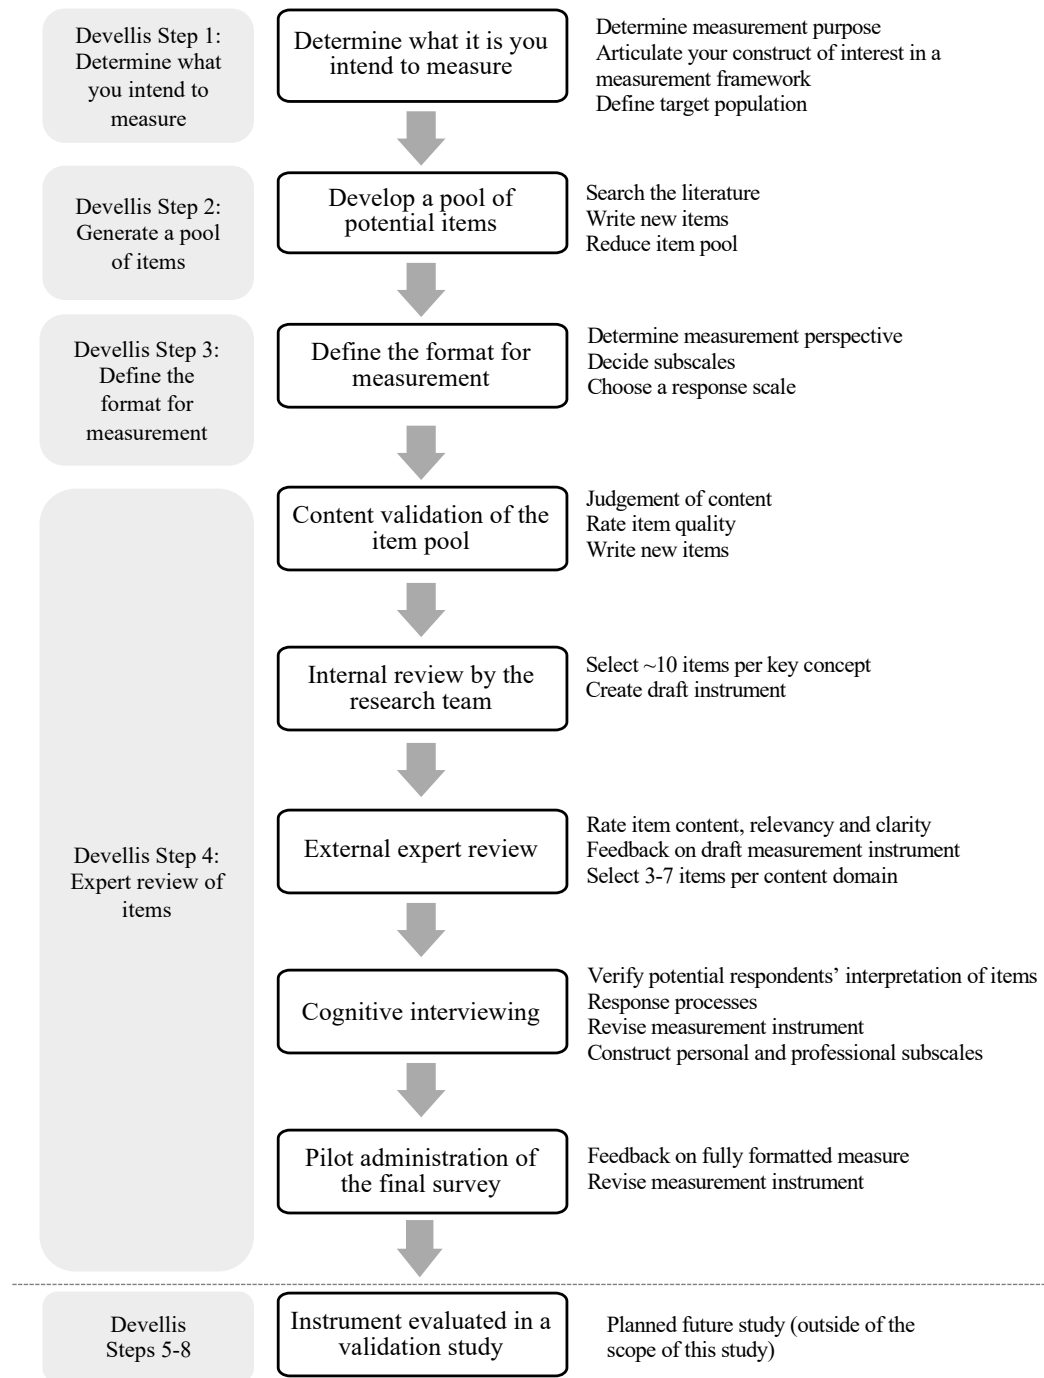 Devellis Step 1:
Determine what
you intend to
measure
Determine what it is you
intend to measure
Determine measurement purpose
Articulate your construct of interest in a
measurement framework
Define target population
Devellis Step 2:
Generate a pool
of items
Develop a pool of
potential items
Search the literature
Write new items
Reduce item pool
Devellis Step 3:
Define the
format for
measurement
Define the format for
measurement
Determine measurement perspective
Decide subscales
Choose a response scale
Devellis Step 4:
Expert review of
items
Content validation of the
item pool
Judgement of content
Rate item quality
Write new items
Internal review by the
research team
Select ~10 items per key concept
Create draft instrument
External expert review
Rate item content, relevancy and clarity
Feedback on draft measurement instrument
Select 3-7 items per content domain
Cognitive interviewing
Verify potential respondents’ interpretation of items
Response processes
Revise measurement instrument
Construct personal and professional subscales
Pilot administration of
the final survey
Feedback on fully formatted measure
Revise measurement instrument
Devellis
Steps 5-8
Instrument evaluated in a
validation study
Planned future study (outside of the
scope of this study)